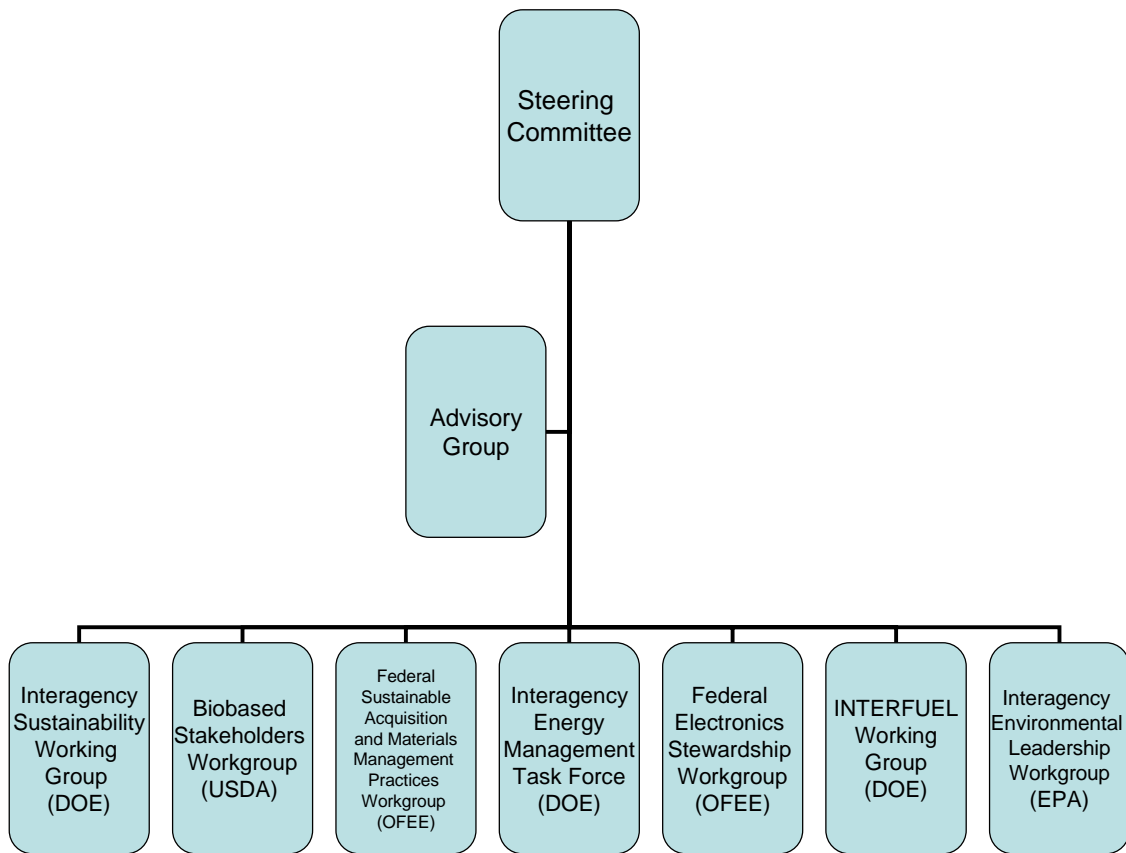 Steering
Committee
Advisory
Group
Interagency
Sustainability
Working
Group
(DOE)
Biobased
Stakeholders
Workgroup
(USDA)
Federal
Sustainable
Acquisition
and Materials
Management
Practices
Workgroup
(OFEE)
Interagency
Energy
Management
Task Force
(DOE)
Federal
Electronics
Stewardship
Workgroup
(OFEE)
INTERFUEL
Working
Group
(DOE)
Interagency
Environmental
Leadership
Workgroup
(EPA)